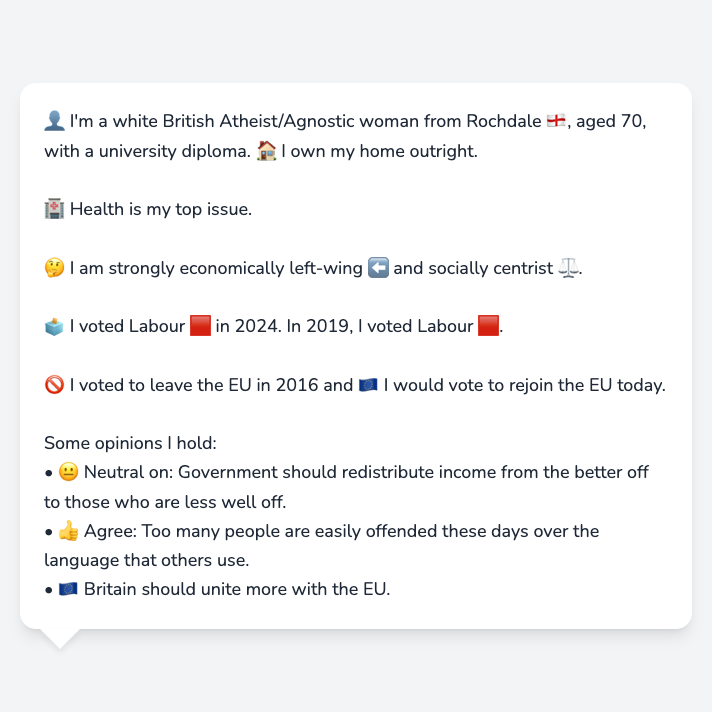 👤 I'm a white British Atheist/Agnostic woman from Rochdale 🏴󠁧󠁢󠁥󠁮󠁧󠁿, aged 70,
with a university diploma. 🏠 I own my home outright.
🏥 Health is my top issue.
🤔 I am strongly economically left-wing ⬅️ and socially centrist ⚖️.
🗳️ I voted Labour 🟥 in 2024. In 2019, I voted Labour 🟥.
🚫 I voted to leave the EU in 2016 and 🇪🇺 I would vote to rejoin the EU today.
Some opinions I hold:
• 😐 Neutral on: Government should redistribute income from the better off
to those who are less well off.
• 👍 Agree: Too many people are easily offended these days over the
language that others use.
• 🇪🇺 Britain should unite more with the EU.